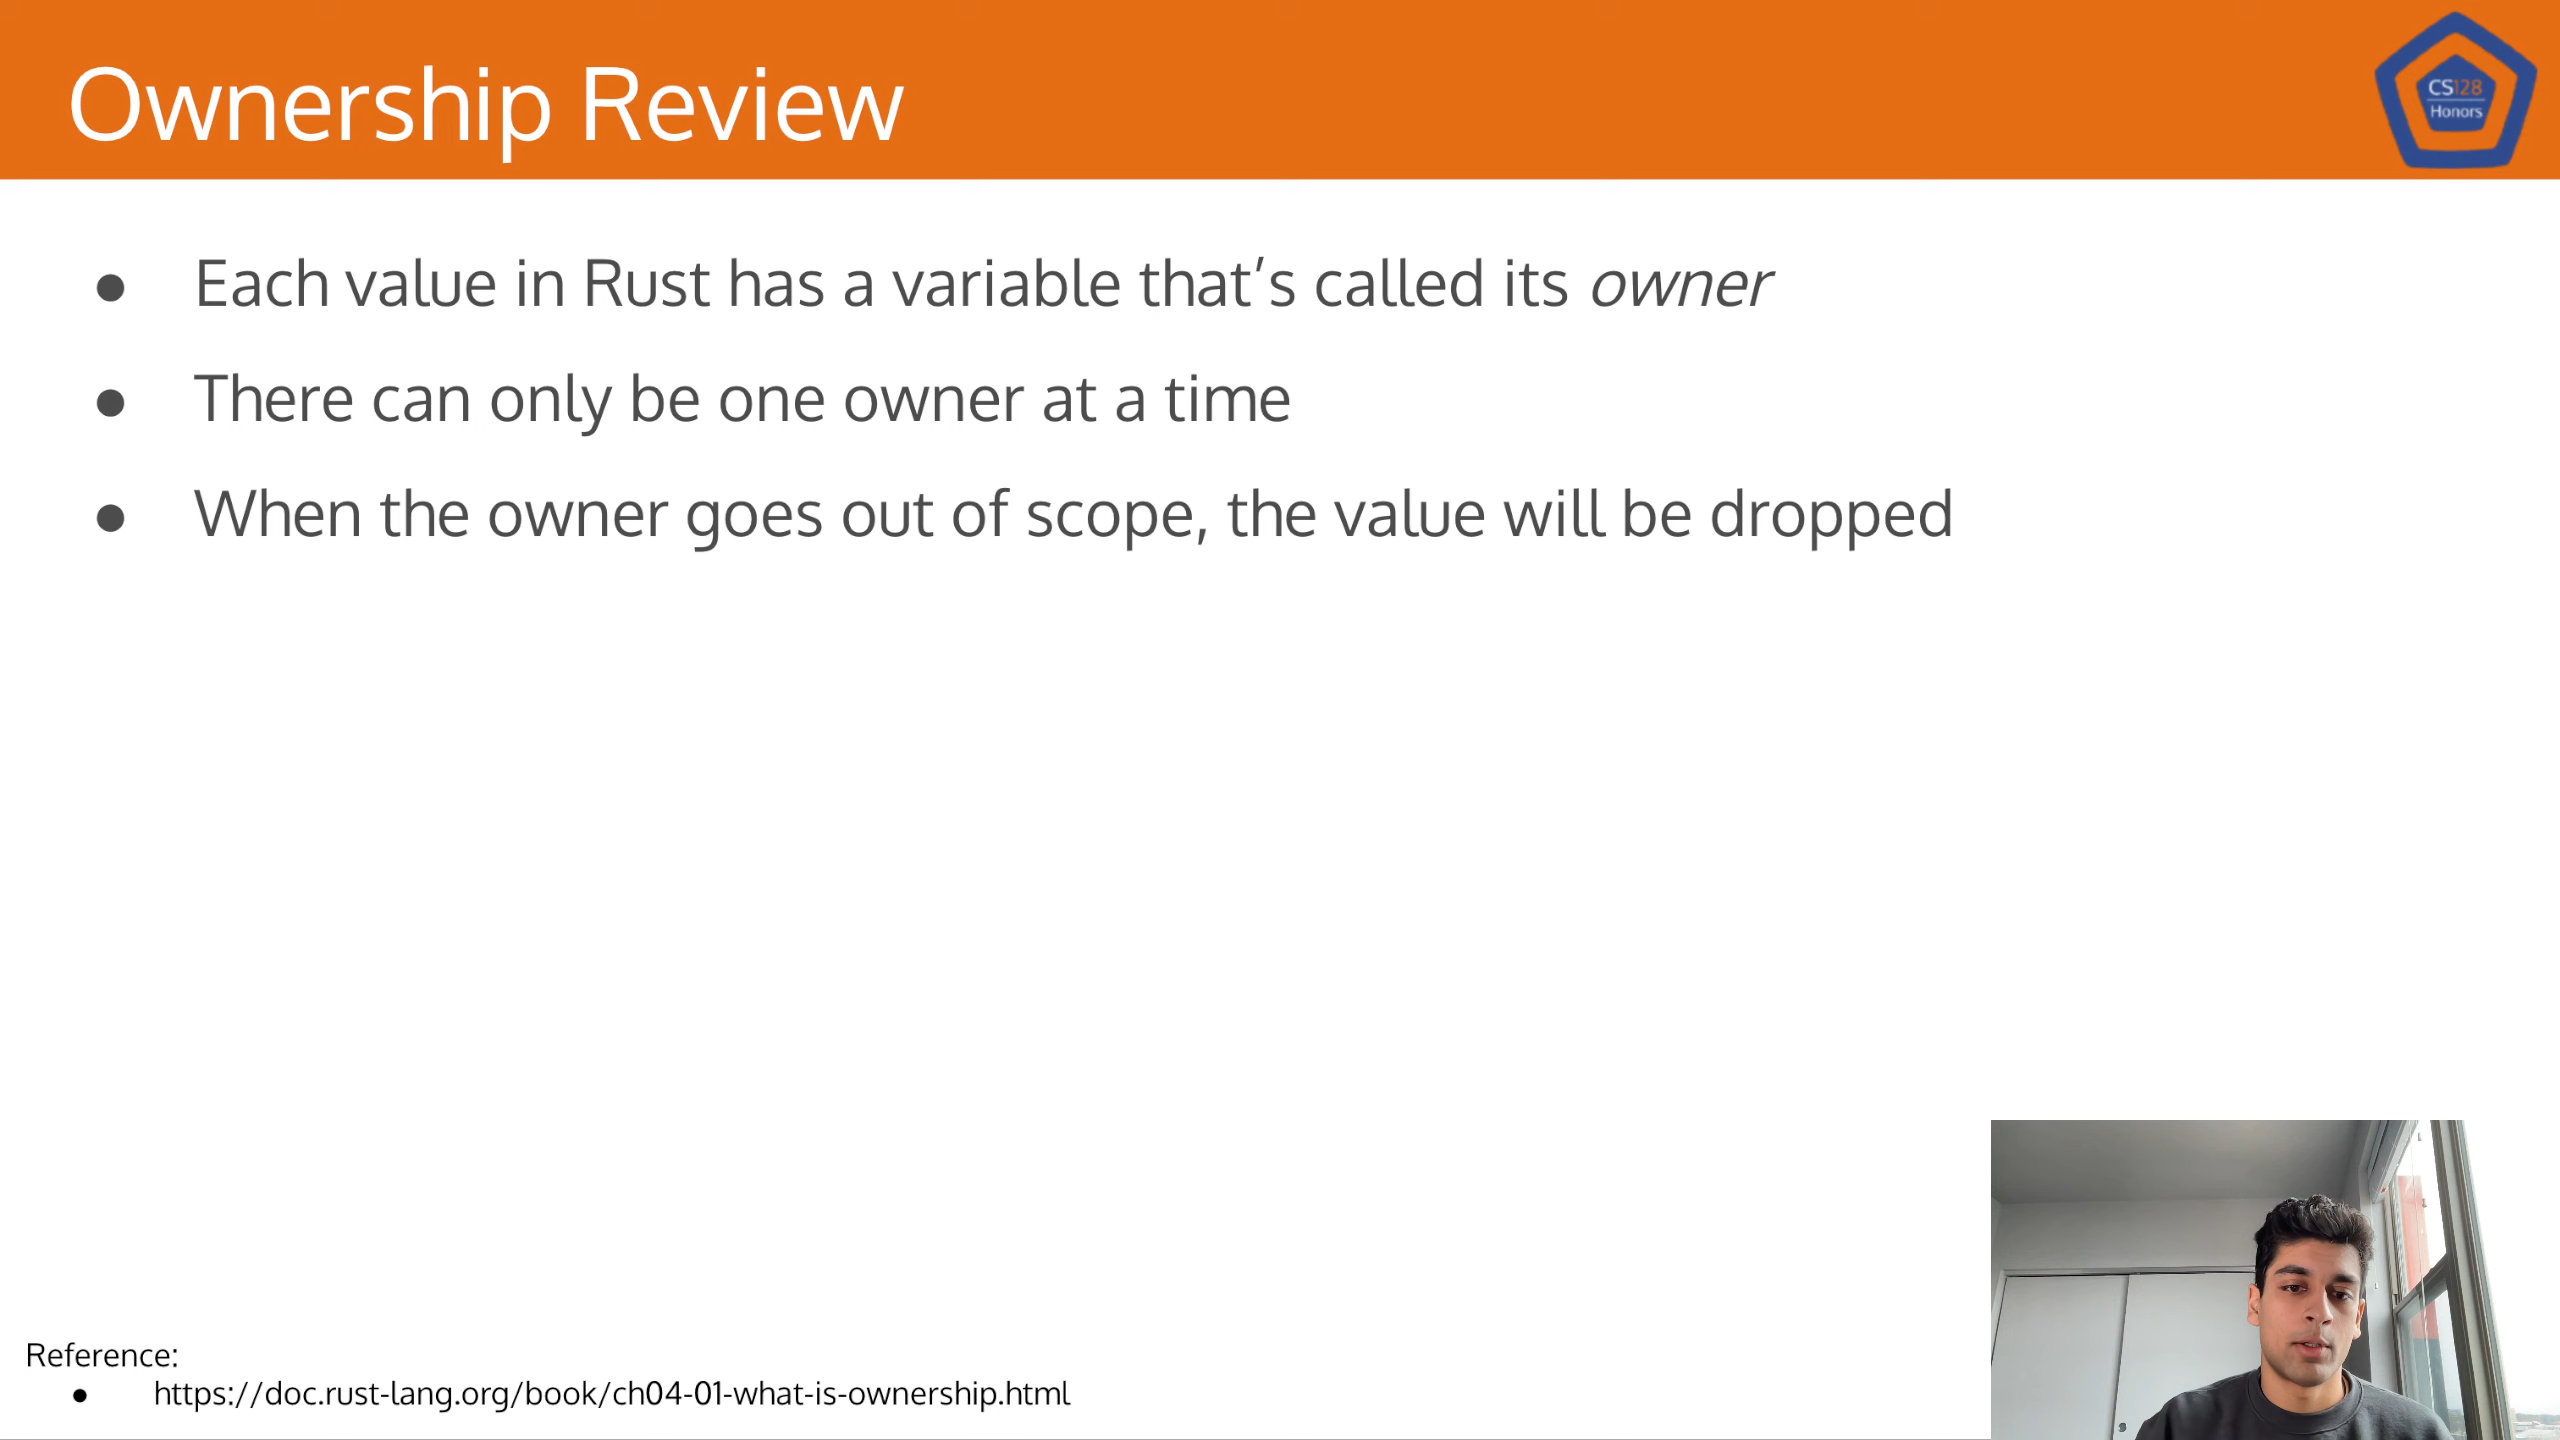 Ownership Review
CS128
Honors
● Each value in Rust has a variable that’s called its owner
● There can only be one owner at a time
● When the owner goes out of scope, the value will be dropped
Reference:
● https://doc.rust-lang.org/book/ch04-01-what-is-ownership.html